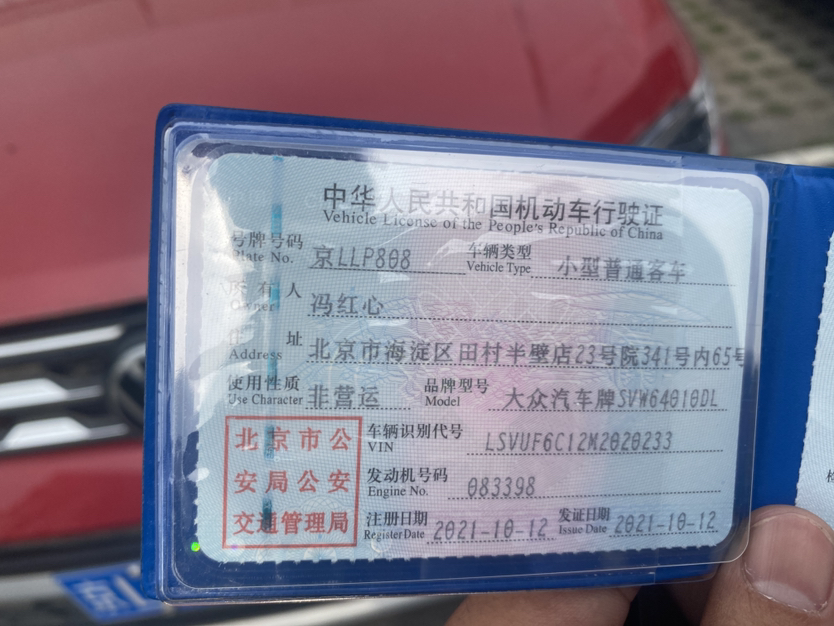 中华人民共和国机动车行驶证
Vehicle License of the People's Republic of China
号牌号码 京LLP808 车辆类型 小型普通客车
Plate No. Vehicle Type
所有人 冯红心
Owner
住址 北京市海淀区田村半壁店23号院341号内65号
Address
使用性质 非营运 品牌型号 大众汽车牌SVW64010DL
Use Character Model
北京市公
安局公安
交通管理局
车辆识别代号 LSVUF6C12M2020233
VIN
发动机号码 083398
Engine No.
注册日期 2021-10-12 发证日期 2021-10-12
Register Date Issue Date